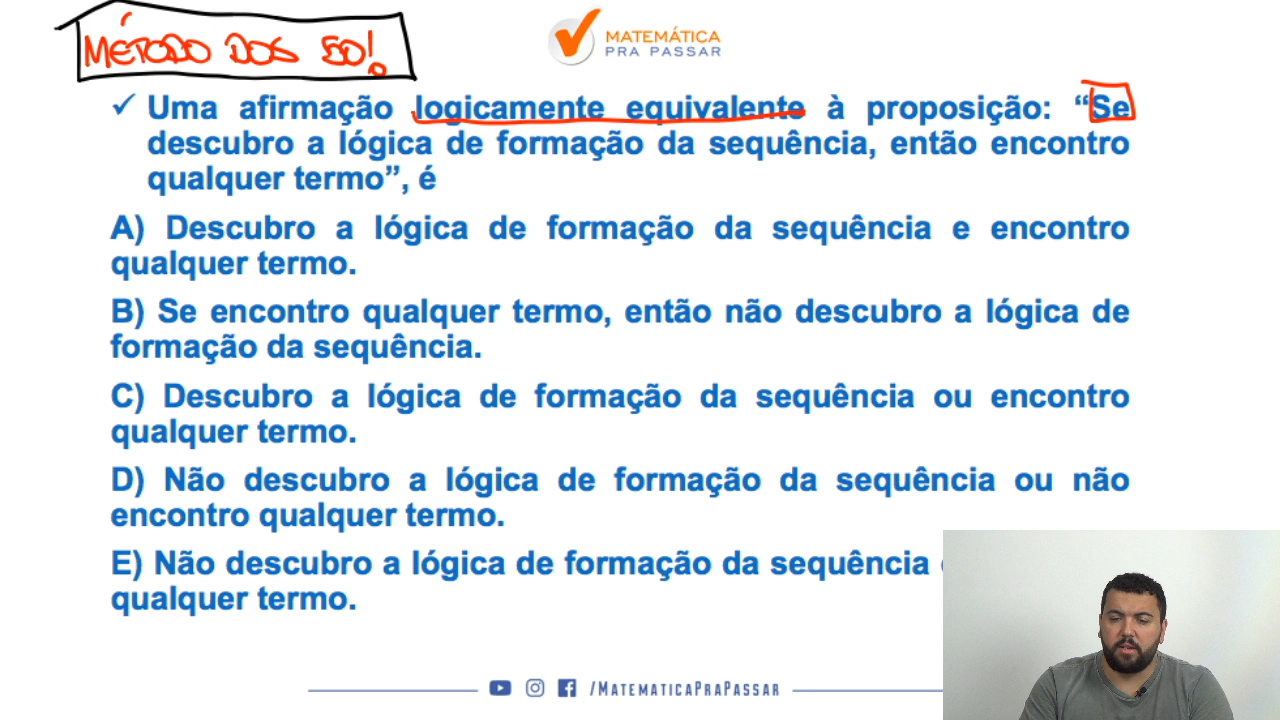 MÉTODO DOS 50!
MATEMÁTICA
PRA PASSAR
✓ Uma afirmação logicamente equivalente à proposição: “Se
descubro a lógica de formação da sequência, então encontro
qualquer termo”, é
A) Descubro a lógica de formação da sequência e encontro
qualquer termo.
B) Se encontro qualquer termo, então não descubro a lógica de
formação da sequência.
C) Descubro a lógica de formação da sequência ou encontro
qualquer termo.
D) Não descubro a lógica de formação da sequência ou não
encontro qualquer termo.
E) Não descubro a lógica de formação da sequência
qualquer termo.
/MATEMATICAPRAPASSAR